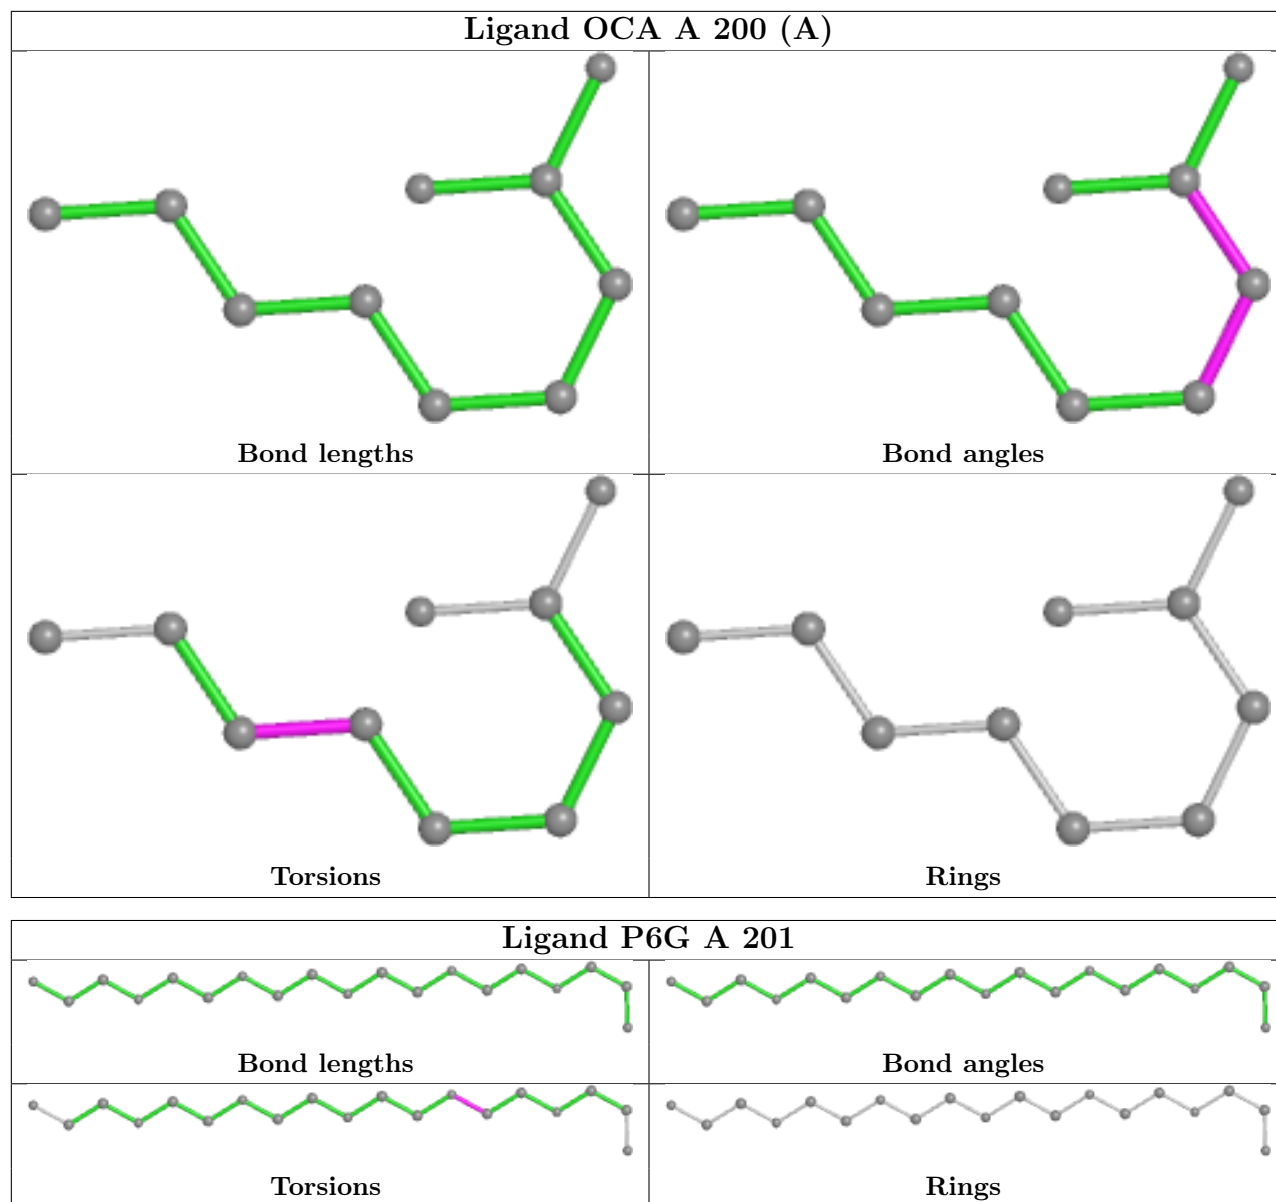 Ligand OCA A 200 (A)
Bond lengths
Bond angles
Torsions
Rings
Ligand P6G A 201
Bond lengths
Bond angles
Torsions
Rings